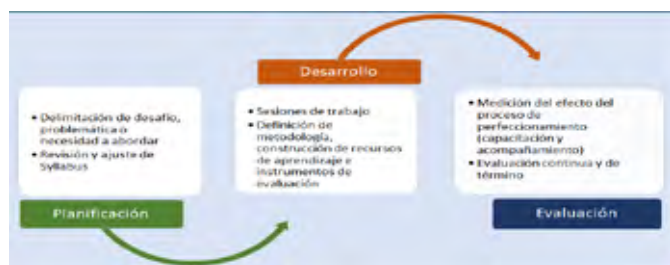 • Delimitación de desafío,
problemática o
necesidad a abordar
• Revisión y ajuste de
Syllabus
Planificación
Desarrollo
• Sesiones de trabajo
• Definición de
metodología,
construcción de recursos
de aprendizaje e
instrumentos de
evaluación
• Medición del efecto del
proceso de
perfeccionamiento
(capacitación y
acompañamiento)
• Evaluación continua y de
término
Evaluación